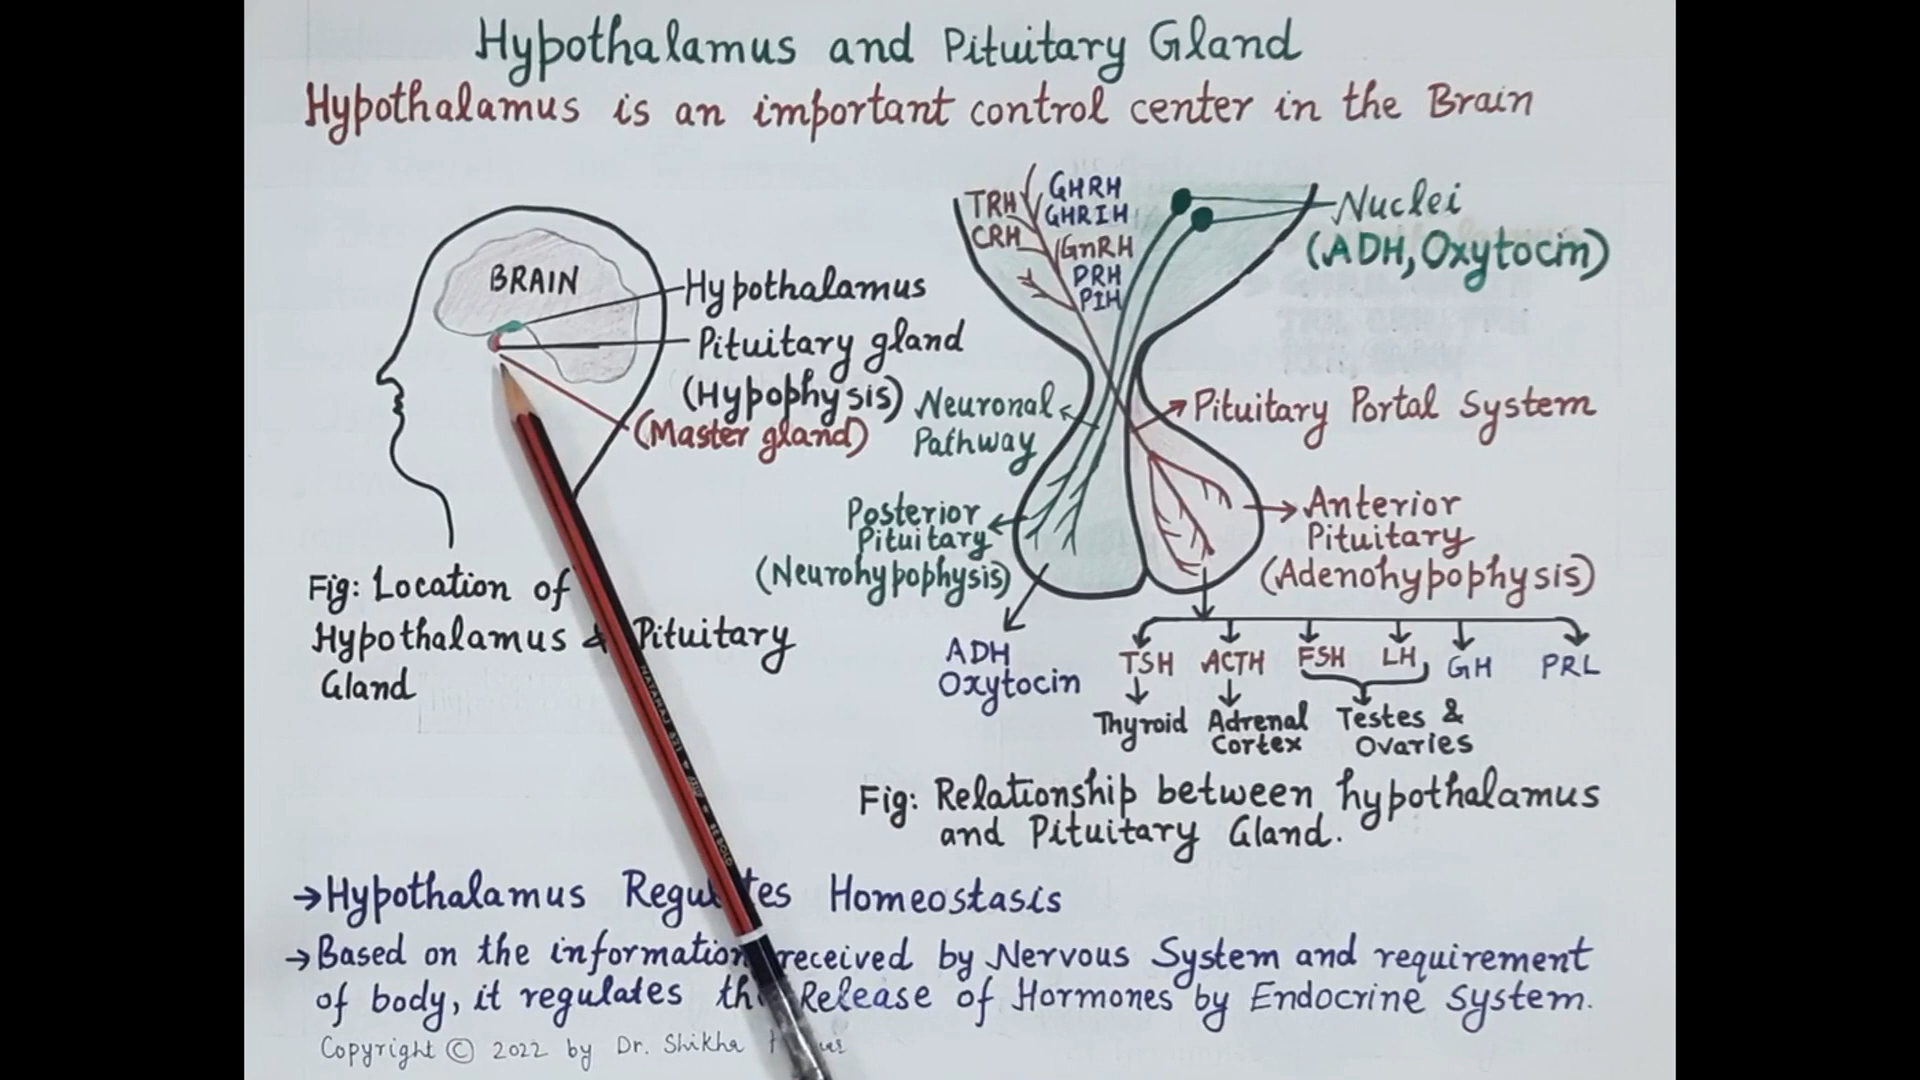 Hypothalamus and Pituitary Gland
Hypothalamus is an important control center in the Brain
BRAIN
Hypothalamus
Pituitary gland
(Hypophysis)
(Master gland)
Fig: Location of
Hypothalamus & Pituitary
Gland
TRH
CRH
GHRH
GHRIH
GnRH
PRH
PIH
Nuclei
(ADH, Oxytocin)
Neuronal
Pathway
Pituitary Portal System
Posterior
Pituitary
(Neurohypophysis)
Anterior
Pituitary
(Adenohypophysis)
ADH
Oxytocin
TSH ACTH FSH LH, GH PRL
Thyroid
Adrenal
Cortex
Testes &
Ovaries
Fig: Relationship between hypothalamus
and Pituitary Gland.
→Hypothalamus Regulates Homeostasis
→Based on the information received by Nervous System and requirement
of body, it regulates the Release of Hormones by Endocrine System.
Copyright © 2022 by Dr. Shikha
NATARAJ 621